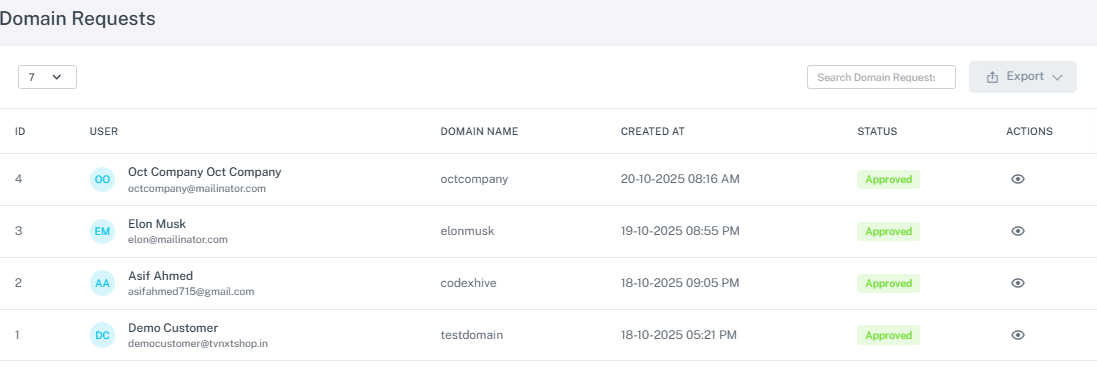 Domain Requests
7
Search Domain Requests
Export
ID USER DOMAIN NAME CREATED AT STATUS ACTIONS
4 OO Oct Company Oct Company octcompany 20-10-2025 08:16 AM Approved
octcompany@mailinator.com
3 EM Elon Musk elonmusk 19-10-2025 08:55 PM Approved
elon@mailinator.com
2 AA Asif Ahmed codexhive 18-10-2025 09:05 PM Approved
asifahmed715@gmail.com
1 DC Demo Customer testdomain 18-10-2025 05:21 PM Approved
democustomer@tvnxtshop.in